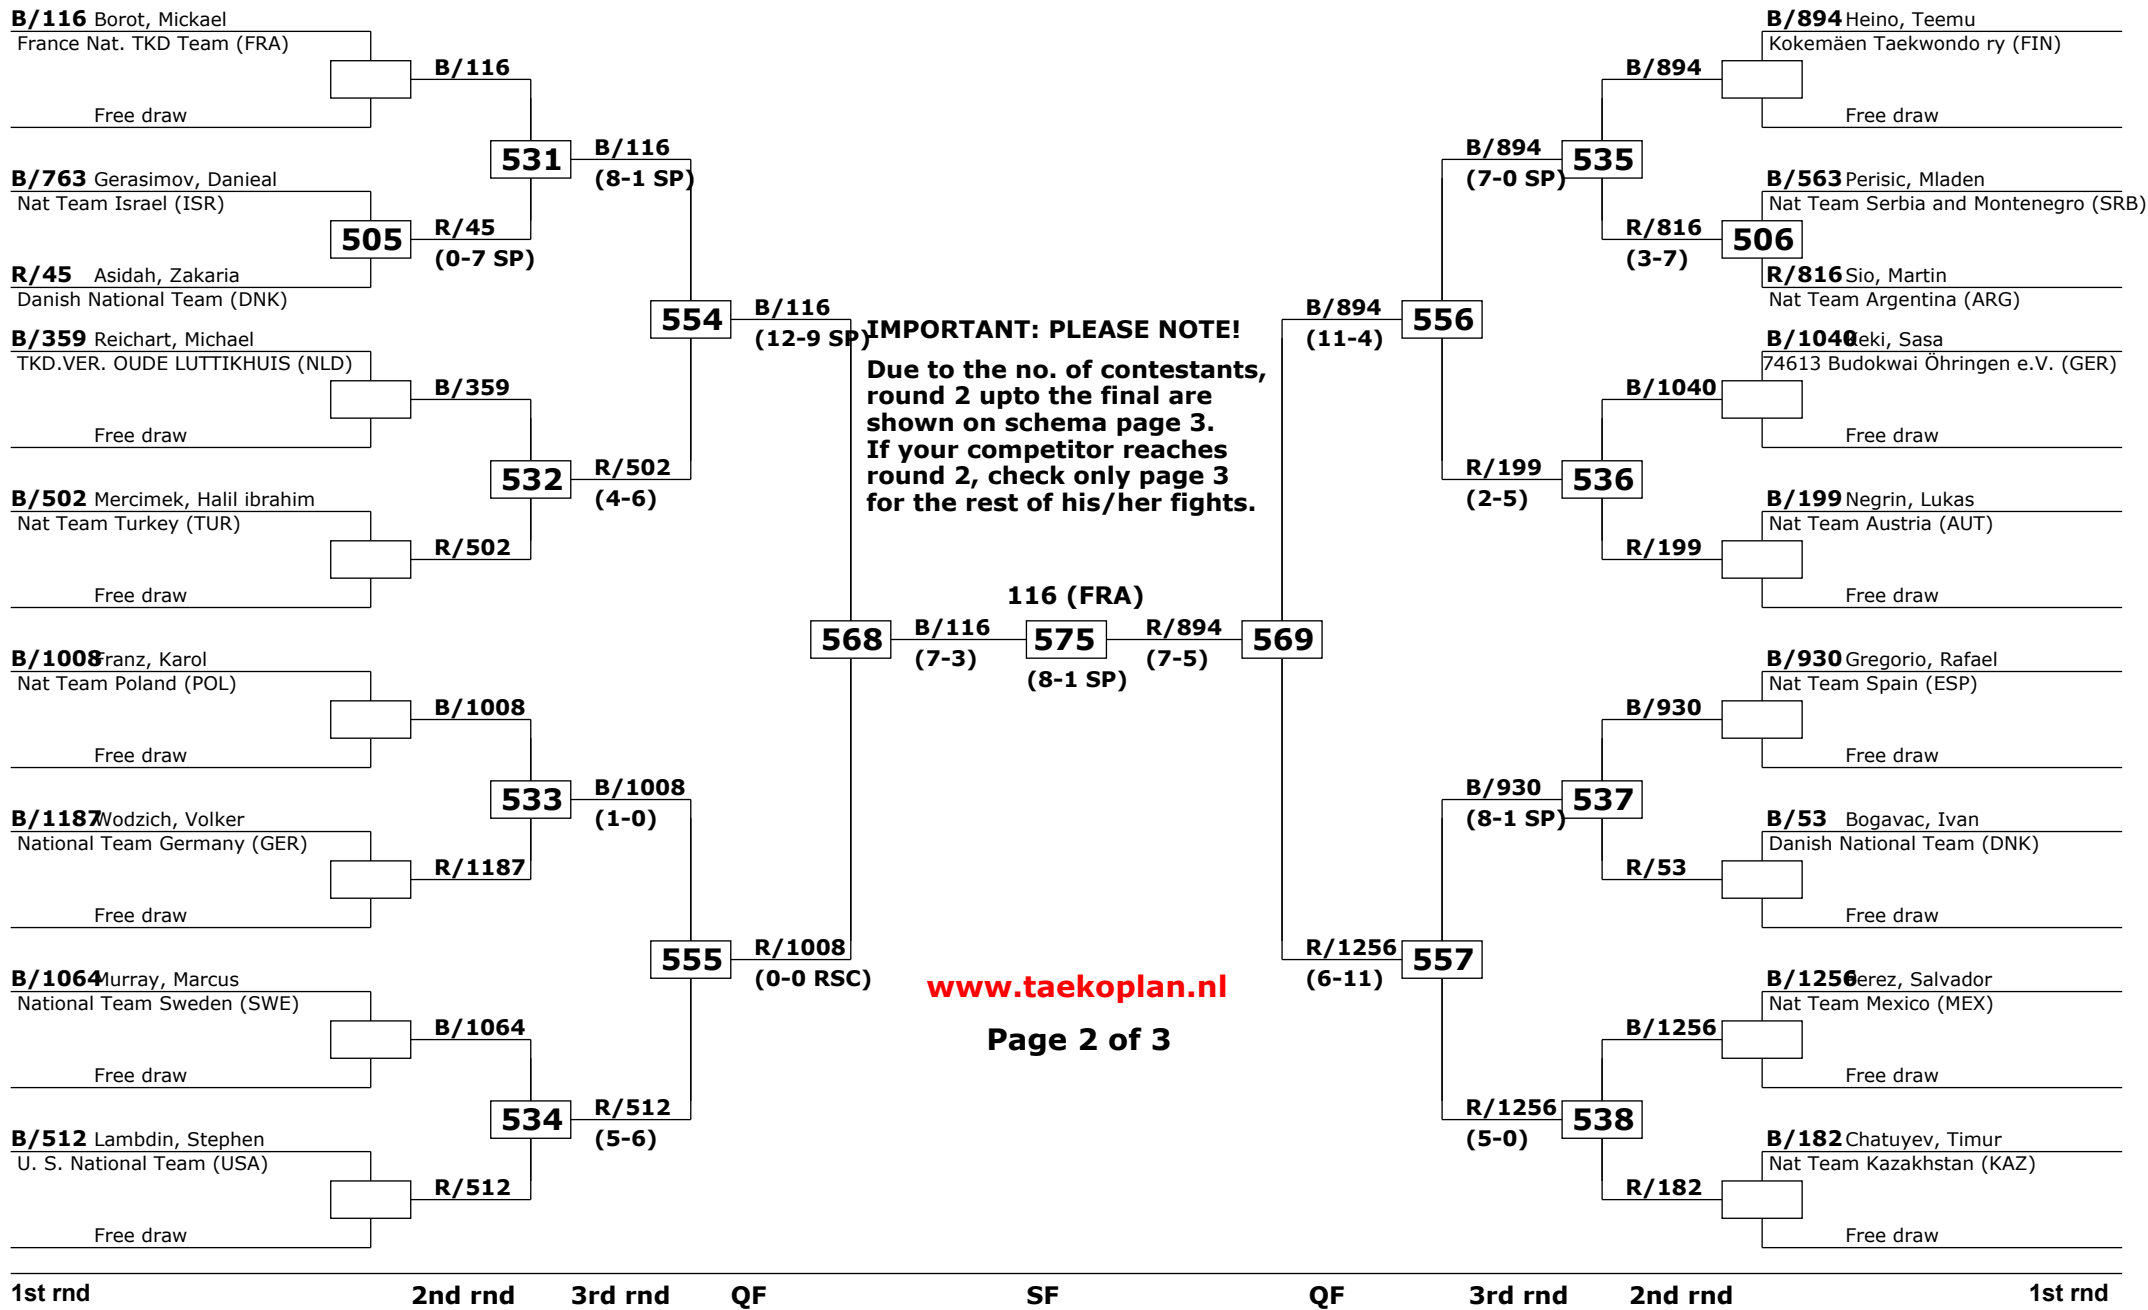 B/116 Borot, Mickael
France Nat. TKD Team (FRA)
Free draw
B/763 Gerasimov, Danieal
Nat Team Israel (ISR)
R/45 Asidah, Zakaria
Danish National Team (DNK)
B/359 Reichart, Michael
TKD.VER. OUDE LUTTIKHUIS (NLD)
Free draw
B/502 Mercimek, Halil ibrahim
Nat Team Turkey (TUR)
Free draw
B/1008 Franz, Karol
Nat Team Poland (POL)
Free draw
B/1187 Wodzich, Volker
National Team Germany (GER)
Free draw
B/1064 Murray, Marcus
National Team Sweden (SWE)
Free draw
B/512 Lambdin, Stephen
U. S. National Team (USA)
Free draw
505
B/116
R/45
(0-7 SP)
B/359
R/502
B/1008
R/1187
B/1064
R/512
531
532
533
534
B/116
(8-1 SP)
R/502
(4-6)
B/1008
(1-0)
R/512
(5-6)
554
555
B/116
(12-9 SP)
R/1008
(0-0 RSC)
IMPORTANT: PLEASE NOTE!
Due to the no. of contestants,
round 2 upto the final are
shown on schema page 3.
If your competitor reaches
round 2, check only page 3
for the rest of his/her fights.
116 (FRA)
568
B/116
(7-3)
575
(8-1 SP)
R/894
(7-5)
569
www.taekoplan.nl
Page 2 of 3
B/894
(11-4)
R/1256
(6-11)
556
557
B/894
(7-0 SP)
R/199
(2-5)
B/930
(8-1 SP)
R/1256
(5-0)
535
536
537
538
B/894
R/816
(3-7)
B/1040
R/199
B/930
R/53
B/1256
R/182
506
B/894 Heino, Teemu
Kokemäen Taekwondo ry (FIN)
Free draw
B/563 Perisic, Mladen
Nat Team Serbia and Montenegro (SRB)
R/816 Sio, Martin
Nat Team Argentina (ARG)
B/1040 eki, Sasa
74613 Budokwai Öhringen e.V. (GER)
Free draw
B/199 Negrin, Lukas
Nat Team Austria (AUT)
Free draw
B/930 Gregorio, Rafael
Nat Team Spain (ESP)
Free draw
B/53 Bogavac, Ivan
Danish National Team (DNK)
Free draw
B/1256 erez, Salvador
Nat Team Mexico (MEX)
Free draw
B/182 Chatuyev, Timur
Nat Team Kazakhstan (KAZ)
Free draw
1st rnd 2nd rnd 3rd rnd QF SF QF 3rd rnd 2nd rnd 1st rnd